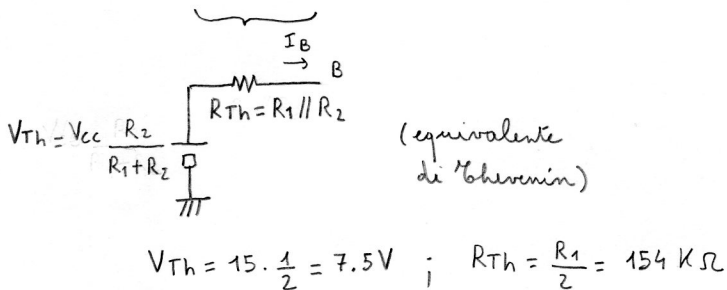 I_B
B
R_Th = R_1 // R_2
V_Th = V_CC R_2 / (R_1 + R_2)
(equivalente
di Thevenin)
V_Th = 15 · 1/2 = 7.5 V ; R_Th = R_1/2 = 154 KΩ